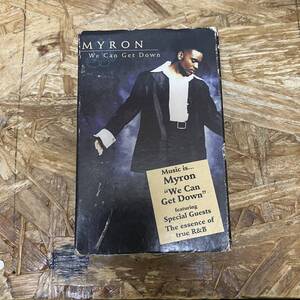 MYRON
We Can Get Down
Music is...
Myron
"We Can
Get Down"
featuring
Special Guests
The essence of
true R&B